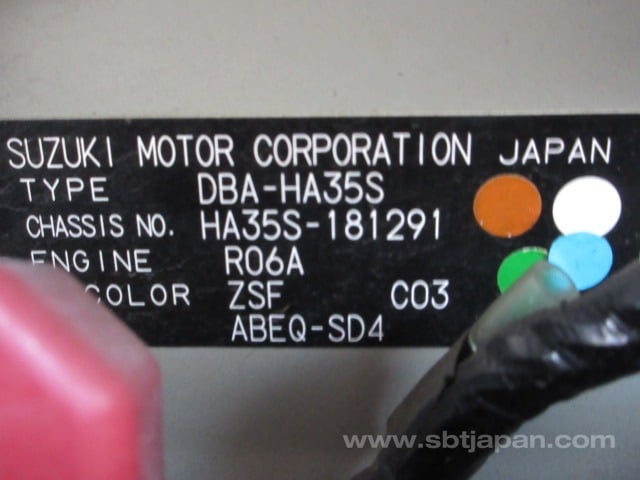 SUZUKI MOTOR CORPORATION JAPAN
TYPE DBA-HA35S
CHASSIS NO. HA35S-181291
ENGINE R06A
COLOR ZSF C03
ABEQ-SD4
www.sbtjapan.com